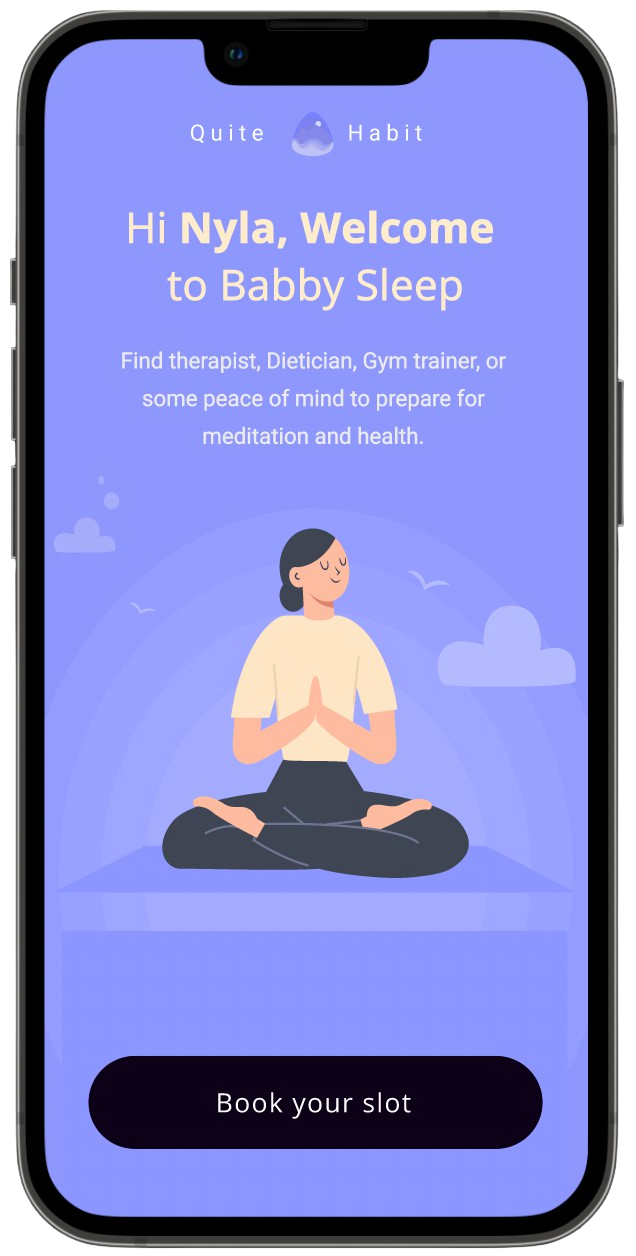 Quite Habit
Hi Nyla, Welcome
to Babby Sleep
Find therapist, Dietician, Gym trainer, or
some peace of mind to prepare for
meditation and health.
Book your slot